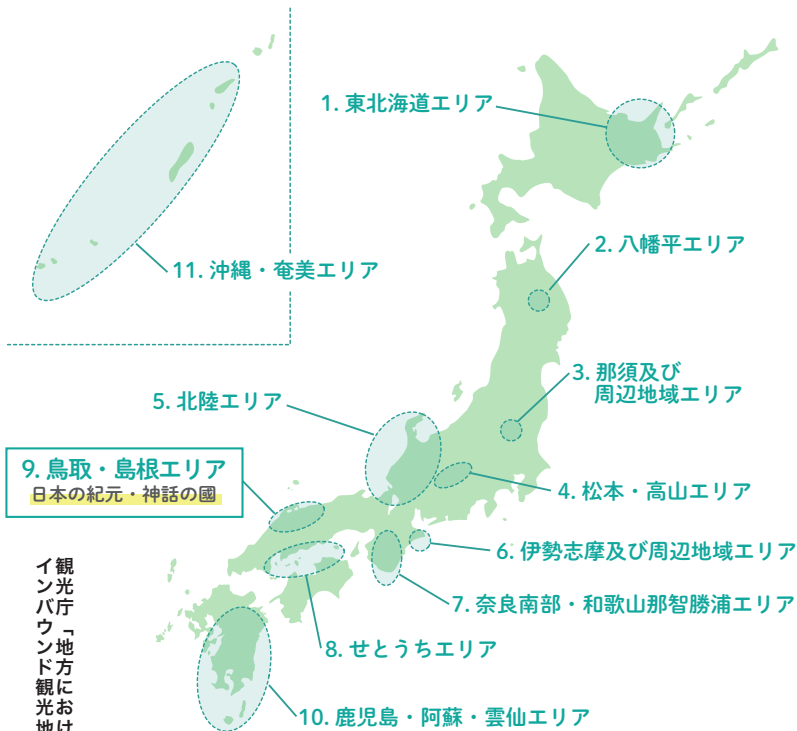 1. 東北海道エリア
2. 八幡平エリア
11. 沖縄・奄美エリア
3. 那須及び
周辺地域エリア
5. 北陸エリア
9. 鳥取・島根エリア
日本の紀元・神話の國
4. 松本・高山エリア
6. 伊勢志摩及び周辺地域エリア
7. 奈良南部・和歌山那智勝浦エリア
8. せとうちエリア
10. 鹿児島・阿蘇・雲仙エリア
観光庁「地方におけ
インバウンド観光地